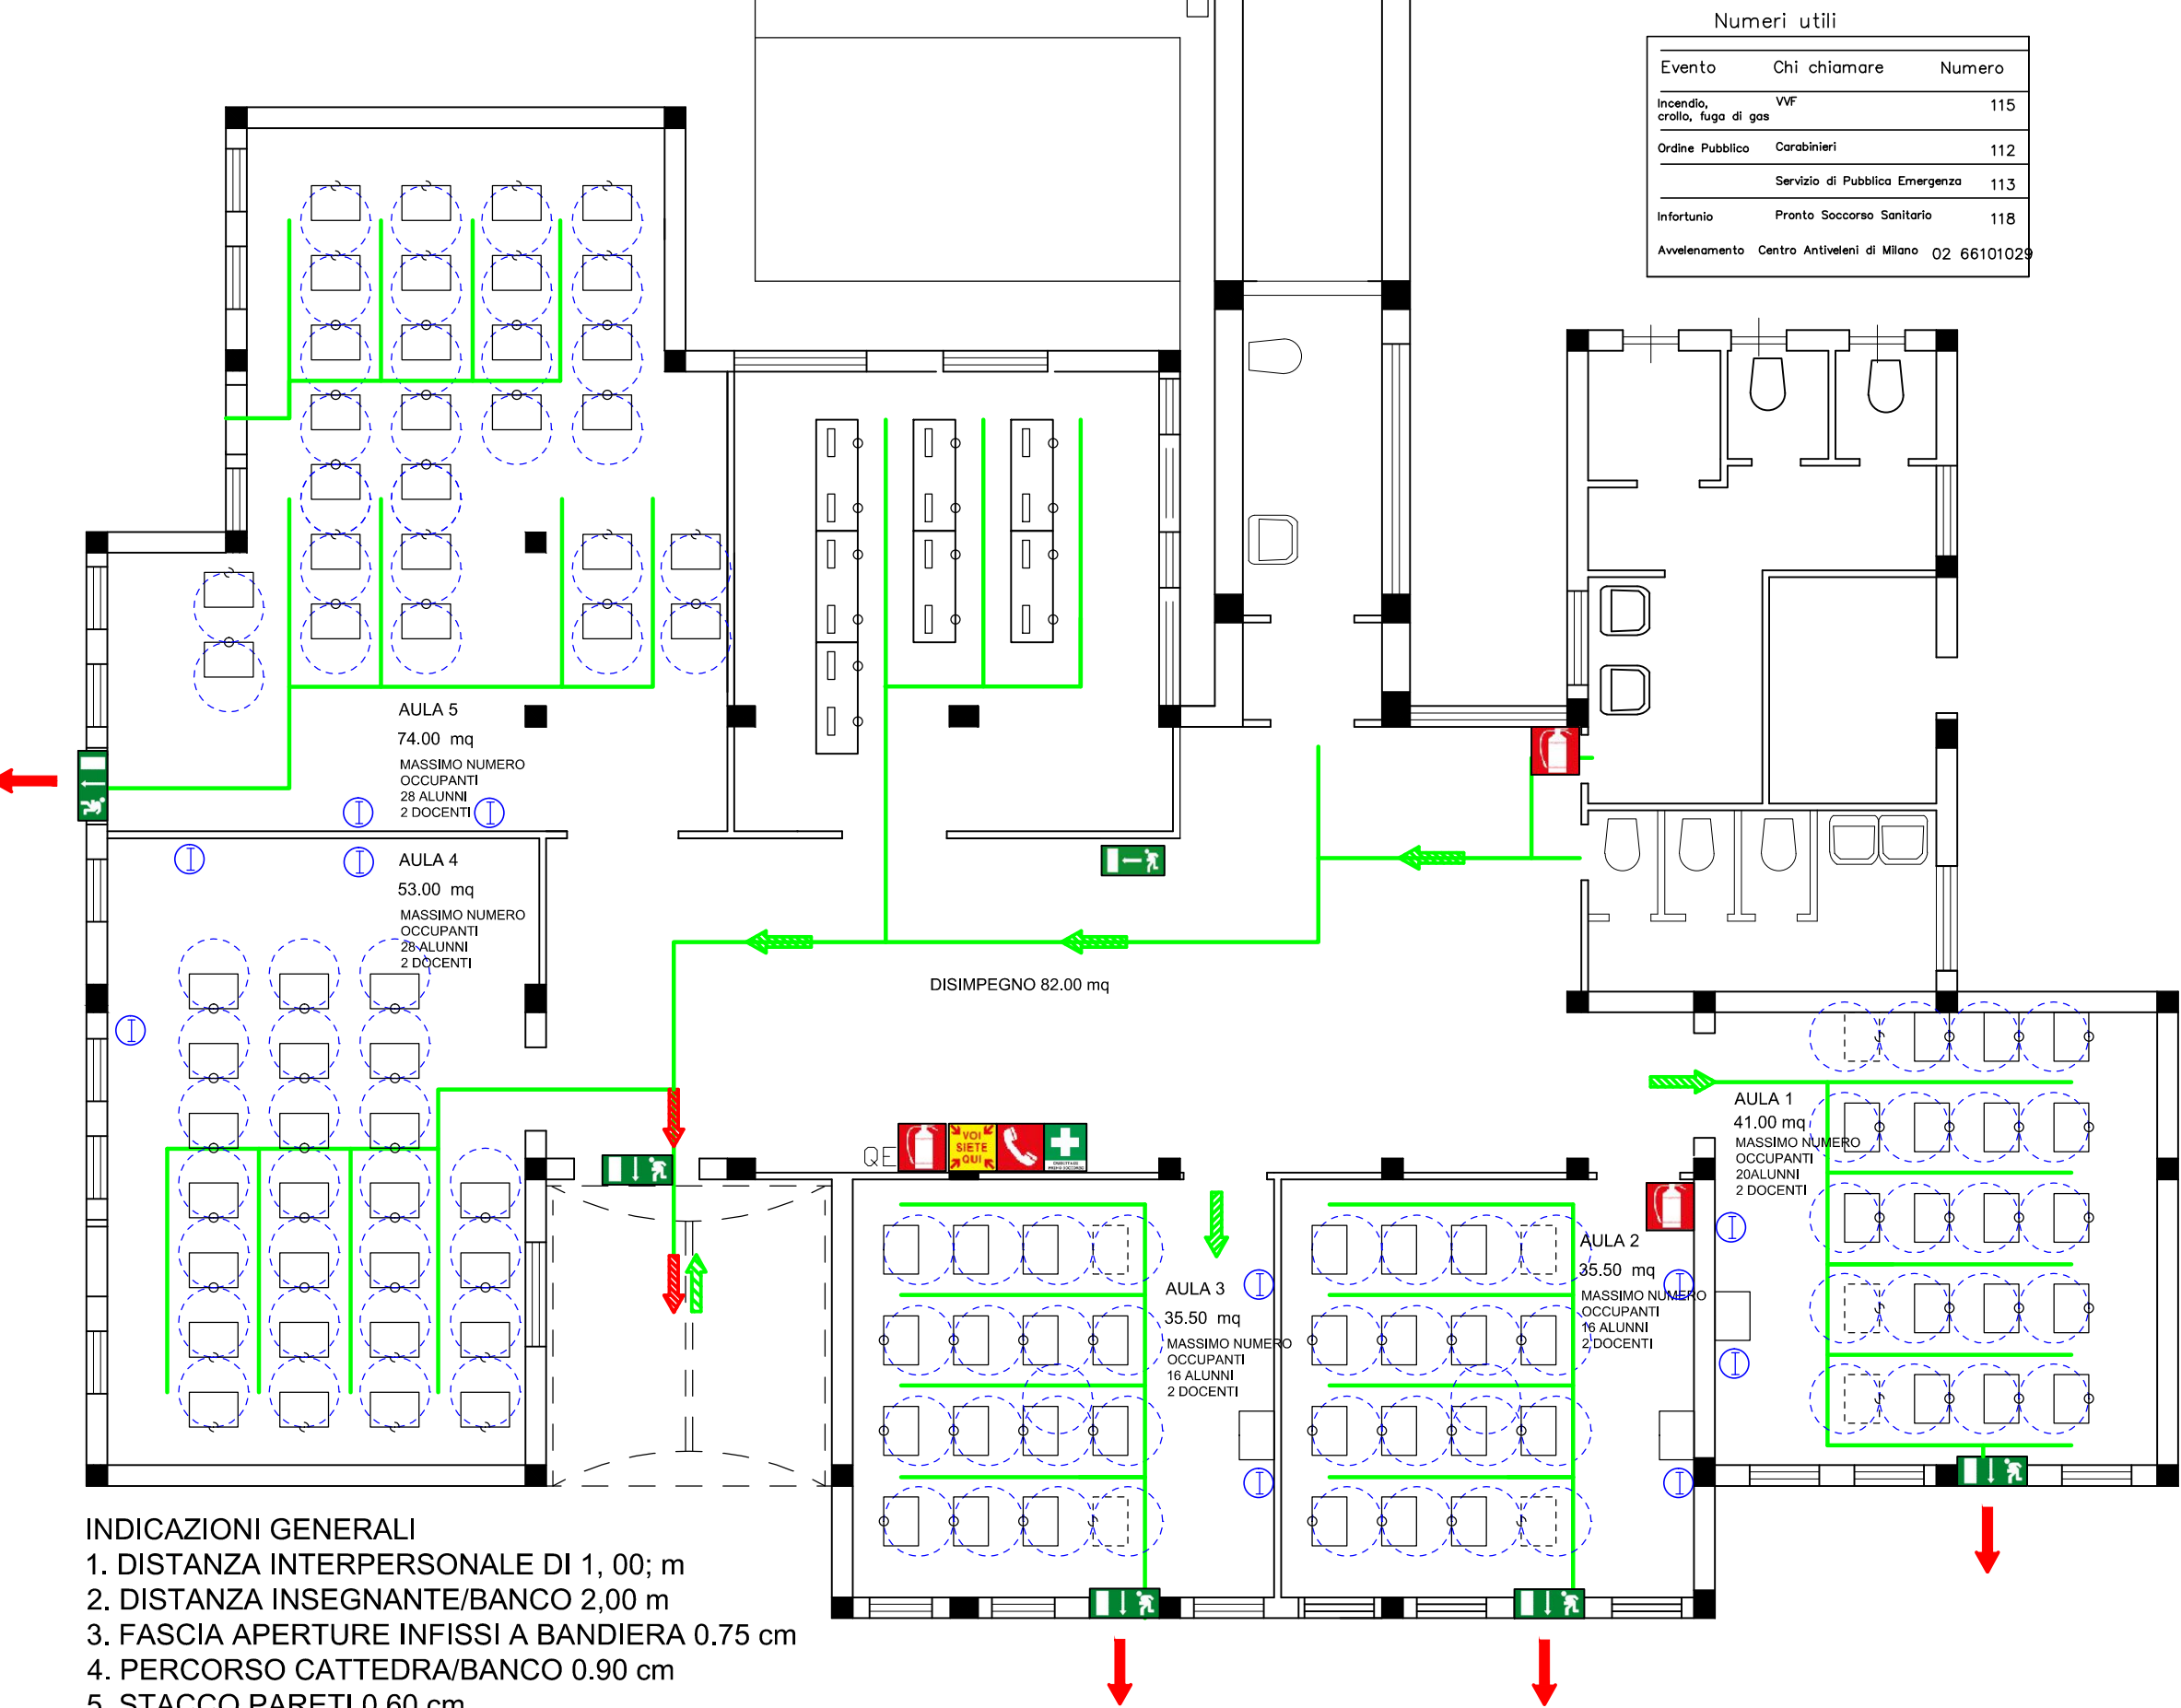 Numeri utili
Evento Chi chiamare Numero
Incendio, crollo, fuga di gas VVF 115
Ordine Pubblico Carabinieri 112
Servizio di Pubblica Emergenza 113
Infortunio Pronto Soccorso Sanitario 118
Avvelenamento Centro Antiveleni di Milano 02 66101029
AULA 5
74.00 mq
MASSIMO NUMERO
OCCUPANTI
28 ALUNNI
2 DOCENTI
AULA 4
53.00 mq
MASSIMO NUMERO
OCCUPANTI
28 ALUNNI
2 DOCENTI
DISIMPEGNO 82.00 mq
AULA 1
41.00 mq
MASSIMO NUMERO
OCCUPANTI
20ALUNNI
2 DOCENTI
QE
VOI
SIETE
QUI
AULA 3
35.50 mq
MASSIMO NUMERO
OCCUPANTI
16 ALUNNI
2 DOCENTI
AULA 2
35.50 mq
MASSIMO NUMERO
OCCUPANTI
16 ALUNNI
2 DOCENTI
INDICAZIONI GENERALI
1. DISTANZA INTERPERSONALE DI 1, 00; m
2. DISTANZA INSEGNANTE/BANCO 2,00 m
3. FASCIA APERTURE INFISSI A BANDIERA 0.75 cm
4. PERCORSO CATTEDRA/BANCO 0.90 cm
5. STACCO PARETI 0.60 cm